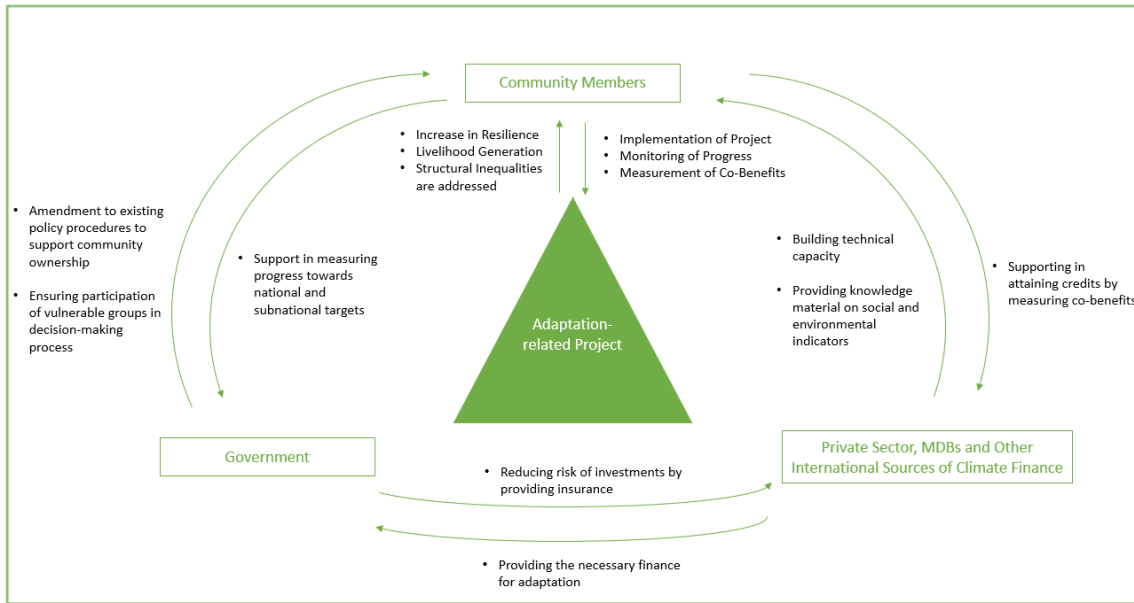 Community Members
• Increase in Resilience
• Livelihood Generation
• Structural Inequalities
are addressed
• Implementation of Project
• Monitoring of Progress
• Measurement of Co-Benefits
• Amendment to existing
policy procedures to
support community
ownership
• Ensuring participation
of vulnerable groups in
decision-making
process
• Support in measuring
progress towards
national and
subnational targets
Adaptation-
related Project
• Building technical
capacity
• Providing knowledge
material on social and
environmental
indicators
• Supporting in
attaining credits by
measuring co-benefits
Government
Private Sector, MDBs and Other
International Sources of Climate Finance
• Reducing risk of investments by
providing insurance
• Providing the necessary finance
for adaptation